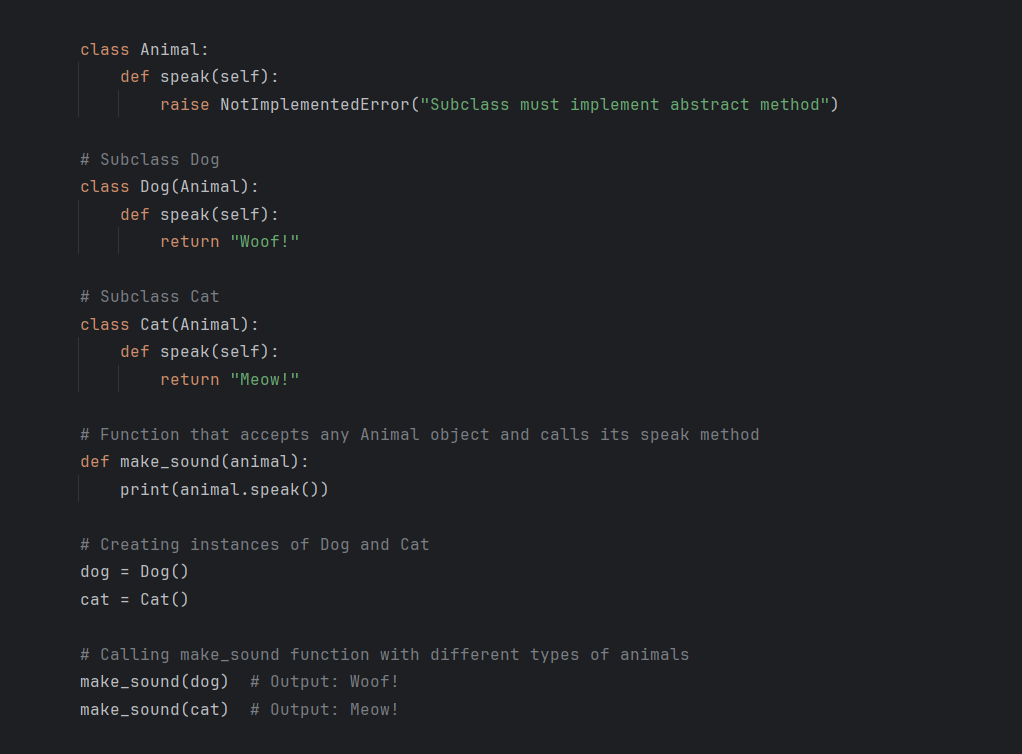 class Animal:
    def speak(self):
        raise NotImplementedError("Subclass must implement abstract method")

# Subclass Dog
class Dog(Animal):
    def speak(self):
        return "Woof!"

# Subclass Cat
class Cat(Animal):
    def speak(self):
        return "Meow!"

# Function that accepts any Animal object and calls its speak method
def make_sound(animal):
    print(animal.speak())

# Creating instances of Dog and Cat
dog = Dog()
cat = Cat()

# Calling make_sound function with different types of animals
make_sound(dog)  # Output: Woof!
make_sound(cat)  # Output: Meow!